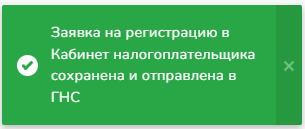 Заявка на регистрацию в
Кабинет налогоплательщика
сохранена и отправлена в
ГНС